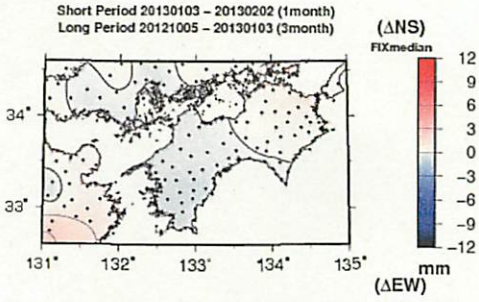 Short Period 20130103 – 20130202 (1month)
Long Period 20121005 – 20130103 (3month)
(ΔNS)
FIXmedian
12
9
6
3
0
−3
−6
−9
−12
mm
(ΔEW)
34°
33°
131° 132° 133° 134° 135°